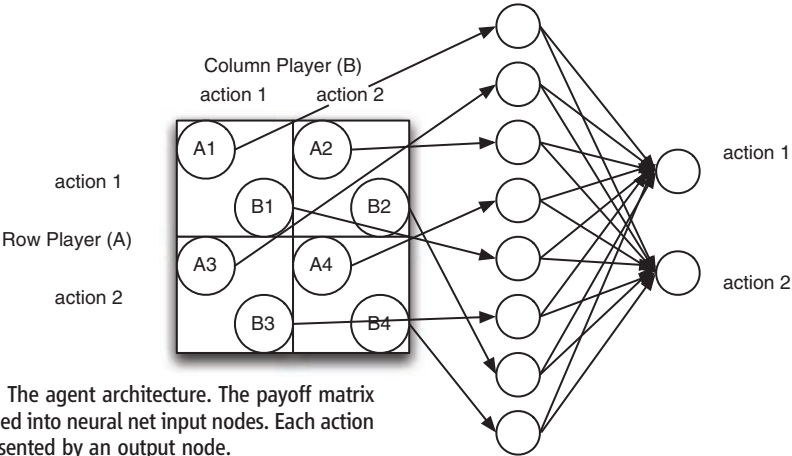 Column Player (B)
action 1 action 2
A1 A2
action 1
action 1
B1 B2
Row Player (A)
A3 A4
action 2
action 2
B3 B4
The agent architecture. The payoff matrix
ed into neural net input nodes. Each action
sented by an output node.